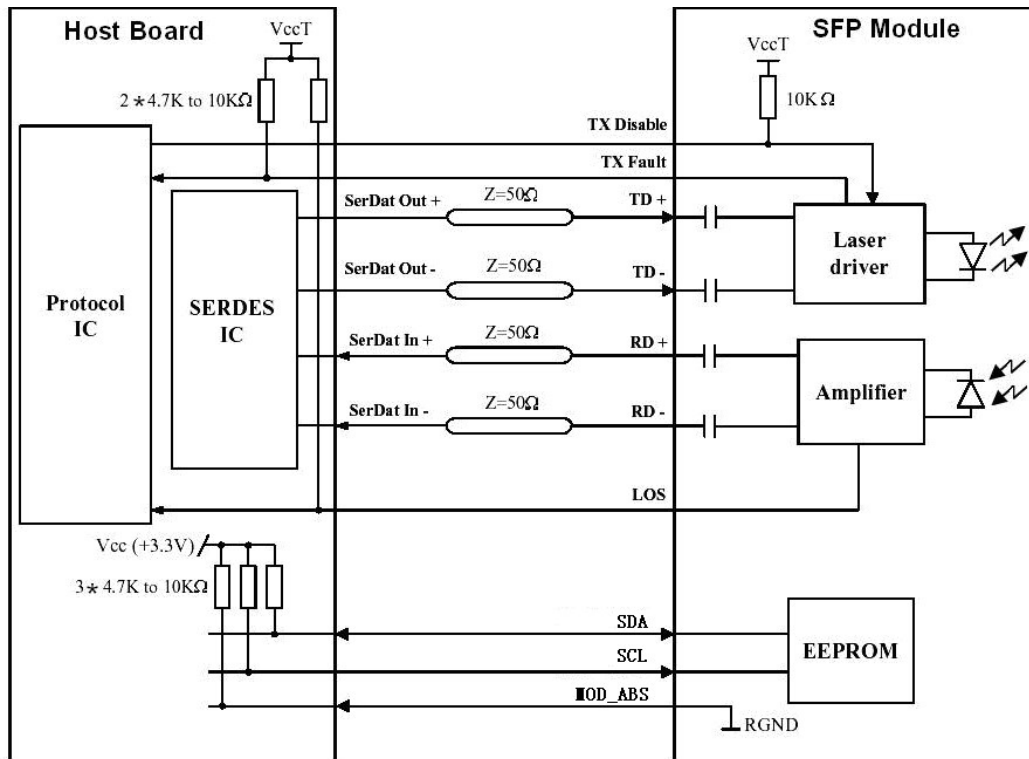 Host Board
SFP Module
VccT
VccT
2*4.7K to 10KΩ
10KΩ
TX Disable
TX Fault
SerDat Out +
Z=50Ω
TD +
Laser
driver
SerDat Out -
Z=50Ω
TD -
Protocol
IC
SERDES
IC
SerDat In +
Z=50Ω
RD +
Amplifier
SerDat In -
Z=50Ω
RD -
LOS
Vcc (+3.3V)
3* 4.7K to 10KΩ
SDA
SCL
EEPROM
MOD_ABS
RGND